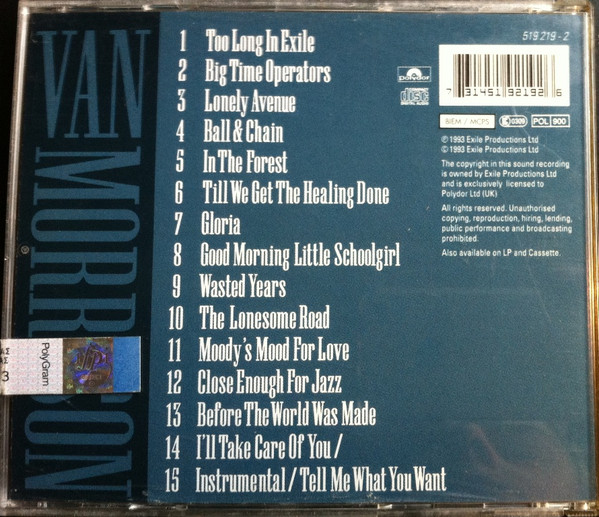 VAN MORRISON
1 Too Long In Exile
2 Big Time Operators
3 Lonely Avenue
4 Ball & Chain
5 In The Forest
6 Till We Get The Healing Done
7 Gloria
8 Good Morning Little Schoolgirl
9 Wasted Years
10 The Lonesome Road
11 Moody's Mood For Love
12 Close Enough For Jazz
13 Before The World Was Made
14 I'll Take Care Of You /
15 Instrumental / Tell Me What You Want
polydor
COMPACT
disc
DIGITAL AUDIO
519 219-2
7 31451 92192 6
BIEM / MCPS
K 0309
POL 900
℗ 1993 Exile Productions Ltd
© 1993 Exile Productions Ltd
The copyright in this sound recording
is owned by Exile Productions Ltd
and is exclusively licensed to
Polydor Ltd (UK)
All rights reserved. Unauthorised
copying, reproduction, hiring, lending,
public performance and broadcasting
prohibited.
Also available on LP and Cassette.
PolyGram
3